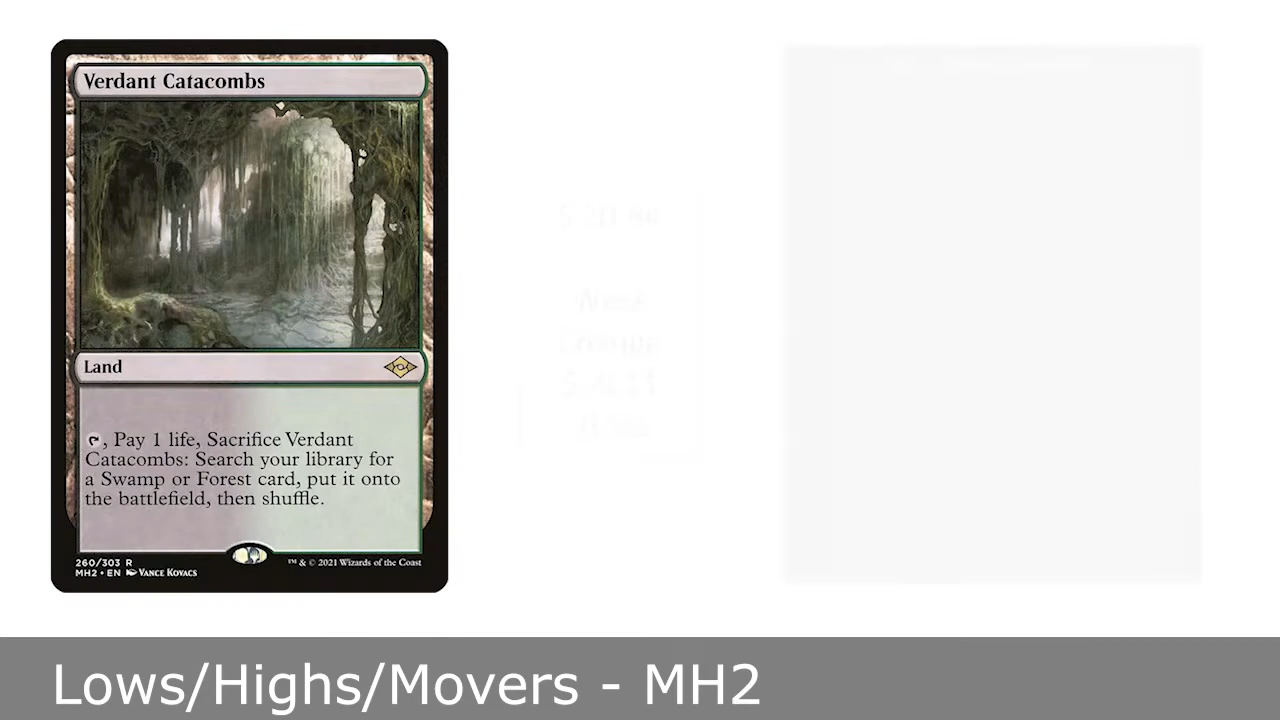 Verdant Catacombs
Land
, Pay 1 life, Sacrifice Verdant
Catacombs: Search your library for
a Swamp or Forest card, put it onto
the battlefield, then shuffle.
260/303 R
MH2 • EN VANCE KOVACS
™ & © 2021 Wizards of the Coast
Lows/Highs/Movers - MH2